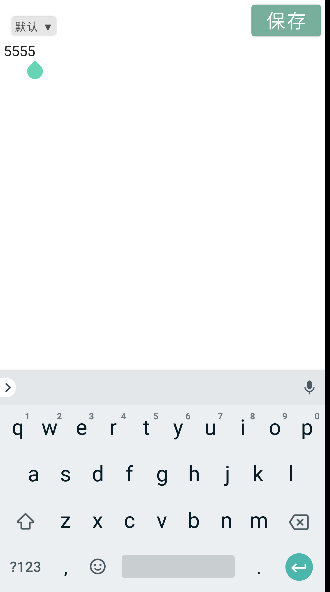 默认 ▼
保存
5555
1 2 3 4 5 6 7 8 9 0
q w e r t y u i o p
a s d f g h j k l
z x c v b n m
?123 , .